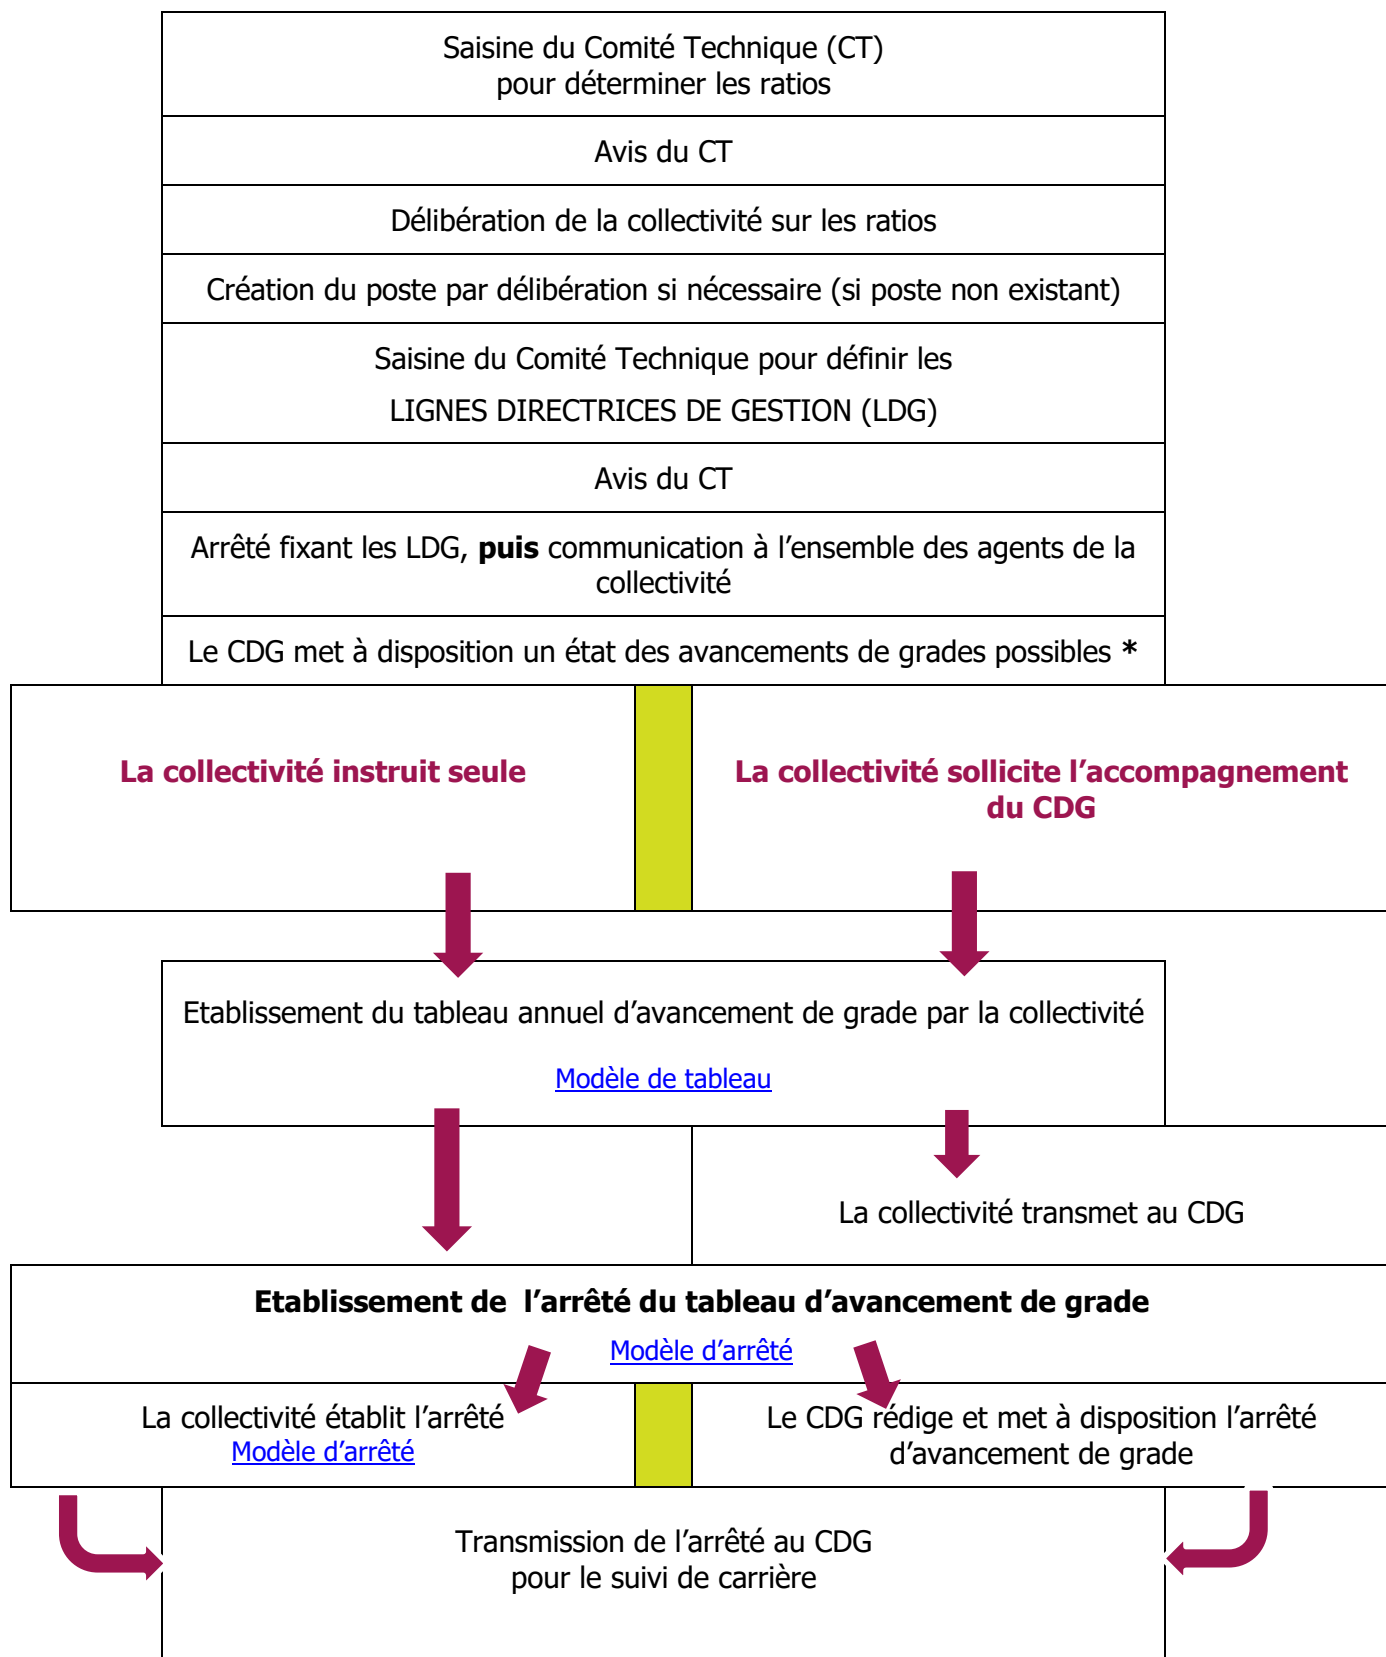 Saisine du Comité Technique (CT)
pour déterminer les ratios
Avis du CT
Délibération de la collectivité sur les ratios
Création du poste par délibération si nécessaire (si poste non existant)
Saisine du Comité Technique pour définir les
LIGNES DIRECTRICES DE GESTION (LDG)
Avis du CT
Arrêté fixant les LDG, puis communication à l’ensemble des agents de la
collectivité
Le CDG met à disposition un état des avancements de grades possibles *
La collectivité instruit seule
La collectivité sollicite l’accompagnement
du CDG
Etablissement du tableau annuel d’avancement de grade par la collectivité
Modèle de tableau
La collectivité transmet au CDG
Etablissement de  l’arrêté du tableau d’avancement de grade
Modèle d’arrêté
La collectivité établit l’arrêté
Modèle d’arrêté
Le CDG rédige et met à disposition l’arrêté
d’avancement de grade
Transmission de l’arrêté au CDG
pour le suivi de carrière